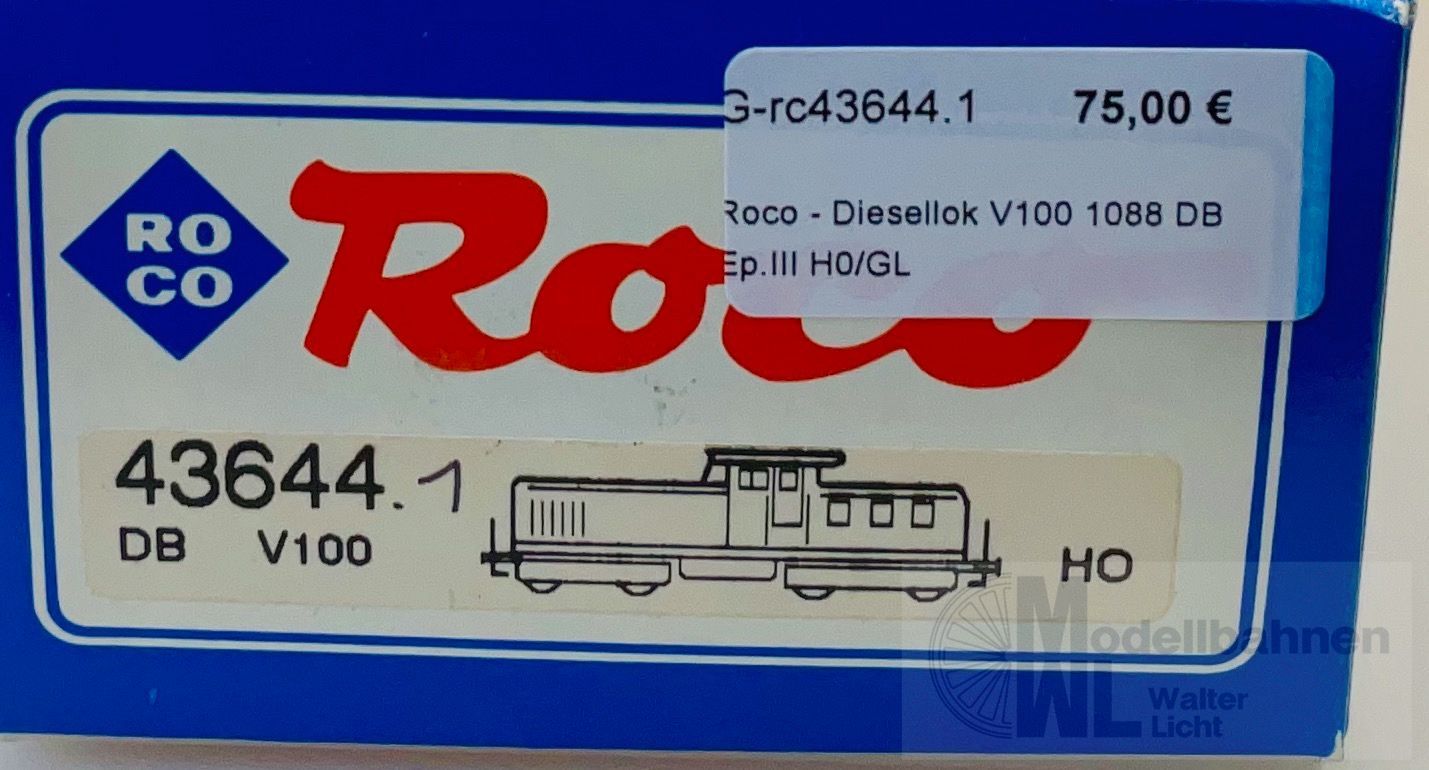 G-rc43644.1 75,00 €
Roco - Diesellok V100 1088 DB
Ep.III H0/GL
RO
CO
Roco
43644.1
DB V100
HO
Modellbahnen
WL Walter
Licht